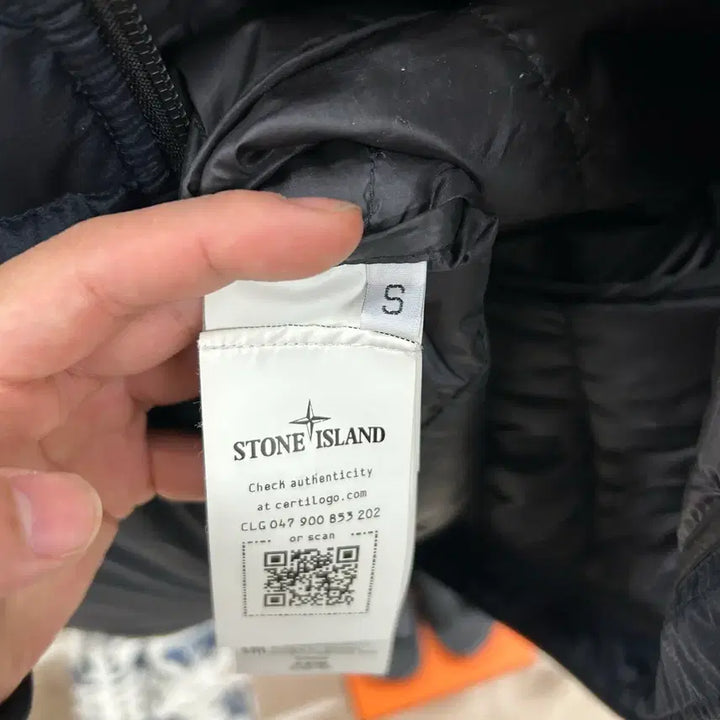 S
STONE ISLAND
Check authenticity
at certilogo.com
CLG 047 900 853 202
or scan